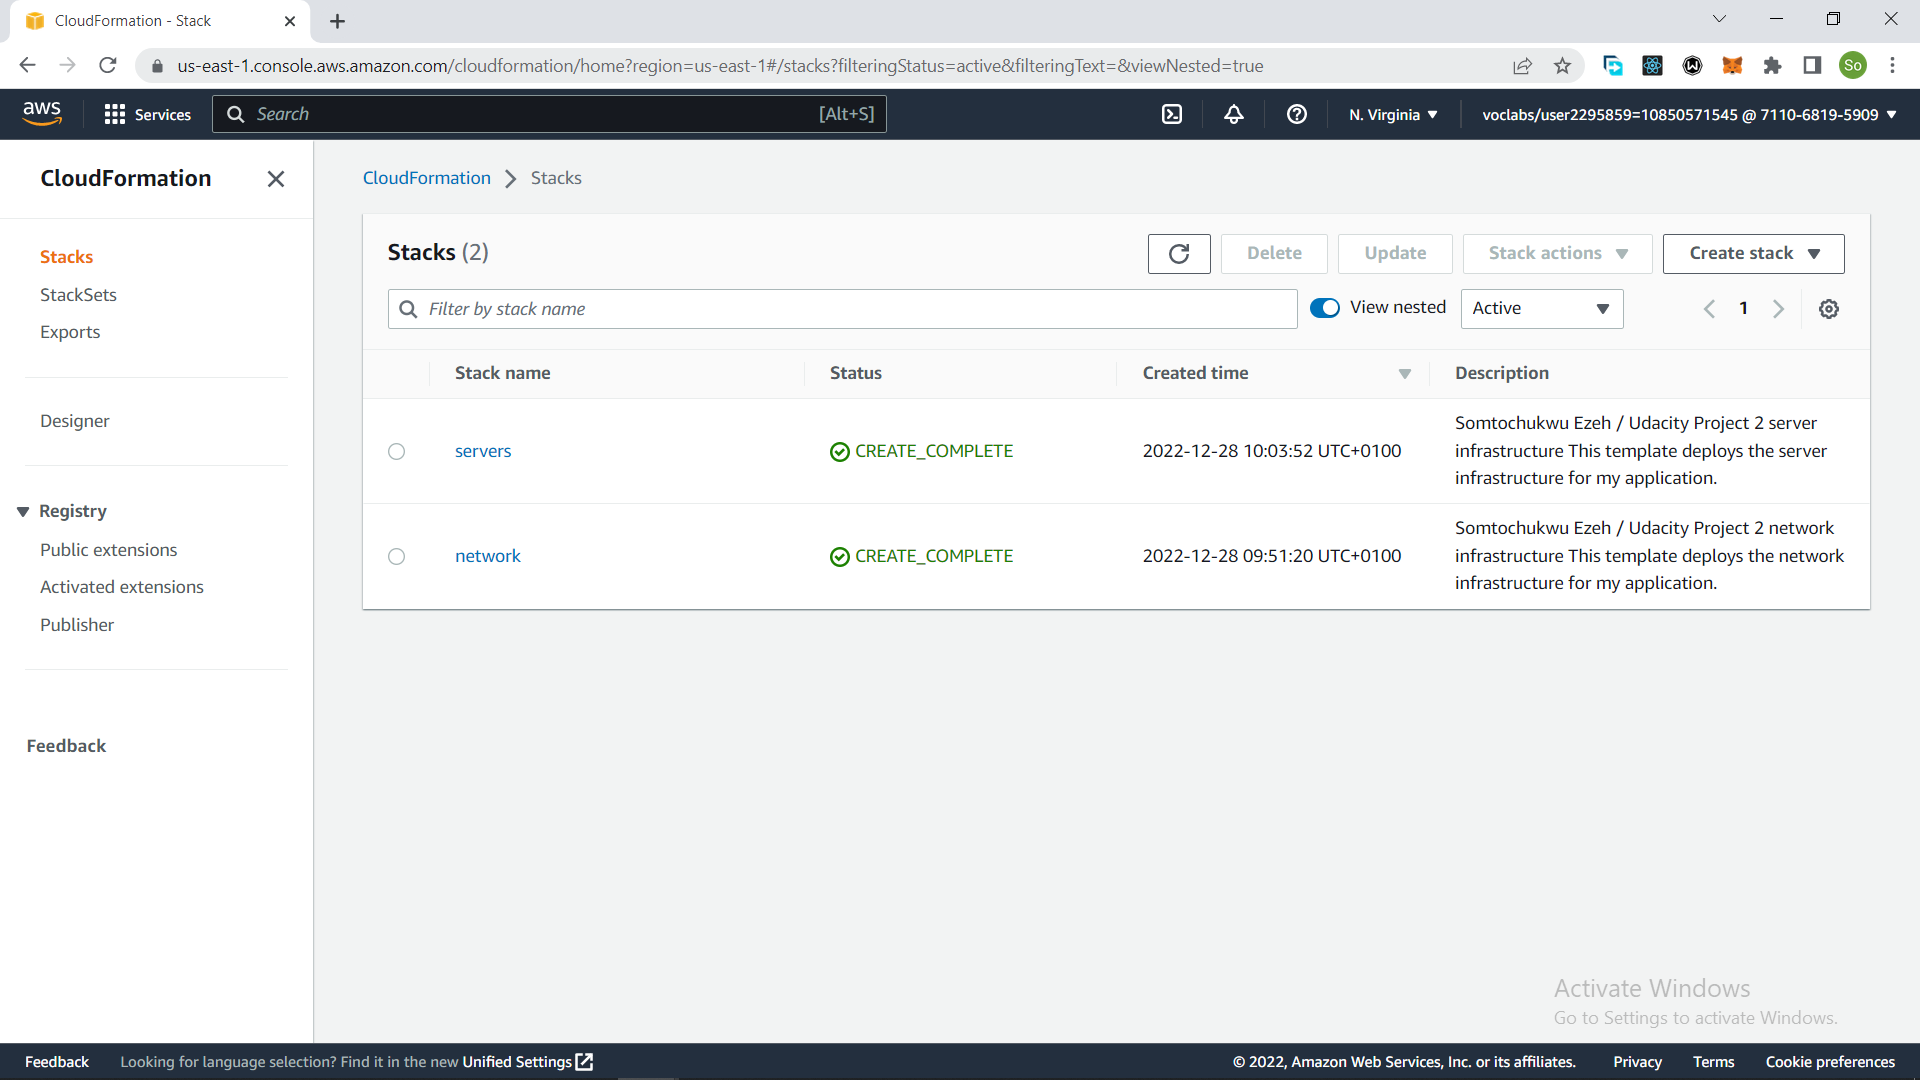 CloudFormation - Stack
us-east-1.console.aws.amazon.com/cloudformation/home?region=us-east-1#/stacks?filteringStatus=active&filteringText=&viewNested=true
So
aws
Services
Search
[Alt+S]
N. Virginia
voclabs/user2295859=10850571545 @ 7110-6819-5909
CloudFormation
Stacks
StackSets
Exports
Designer
Registry
Public extensions
Activated extensions
Publisher
Feedback
CloudFormation
Stacks
Stacks (2)
Delete
Update
Stack actions
Create stack
Filter by stack name
View nested
Active
1
Stack name
Status
Created time
Description
servers
CREATE_COMPLETE
2022-12-28 10:03:52 UTC+0100
Somtochukwu Ezeh / Udacity Project 2 server
infrastructure This template deploys the server
infrastructure for my application.
network
CREATE_COMPLETE
2022-12-28 09:51:20 UTC+0100
Somtochukwu Ezeh / Udacity Project 2 network
infrastructure This template deploys the network
infrastructure for my application.
Activate Windows
Go to Settings to activate Windows.
Feedback
Looking for language selection? Find it in the new Unified Settings
© 2022, Amazon Web Services, Inc. or its affiliates.
Privacy
Terms
Cookie preferences